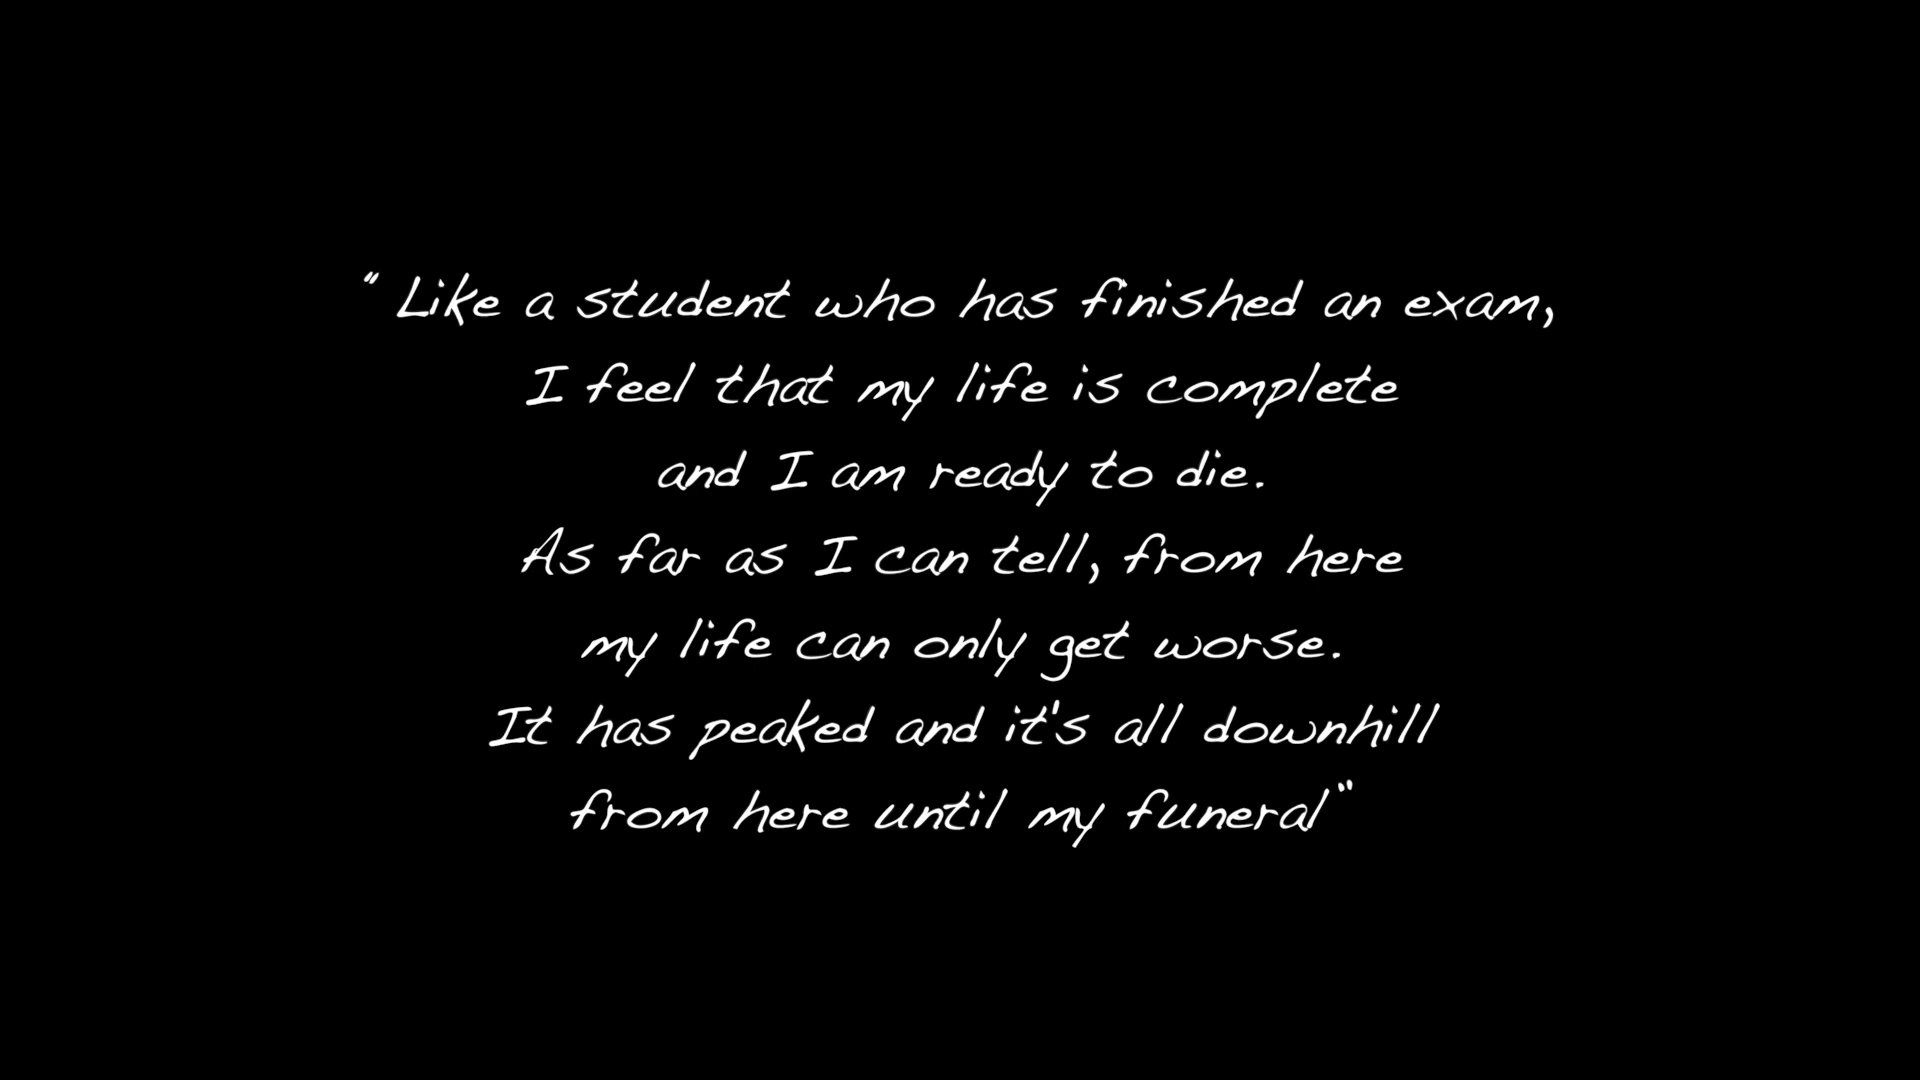 “ Like a student who has finished an exam,
I feel that my life is complete
and I am ready to die.
As far as I can tell, from here
my life can only get worse.
It has peaked and it's all downhill
from here until my funeral”